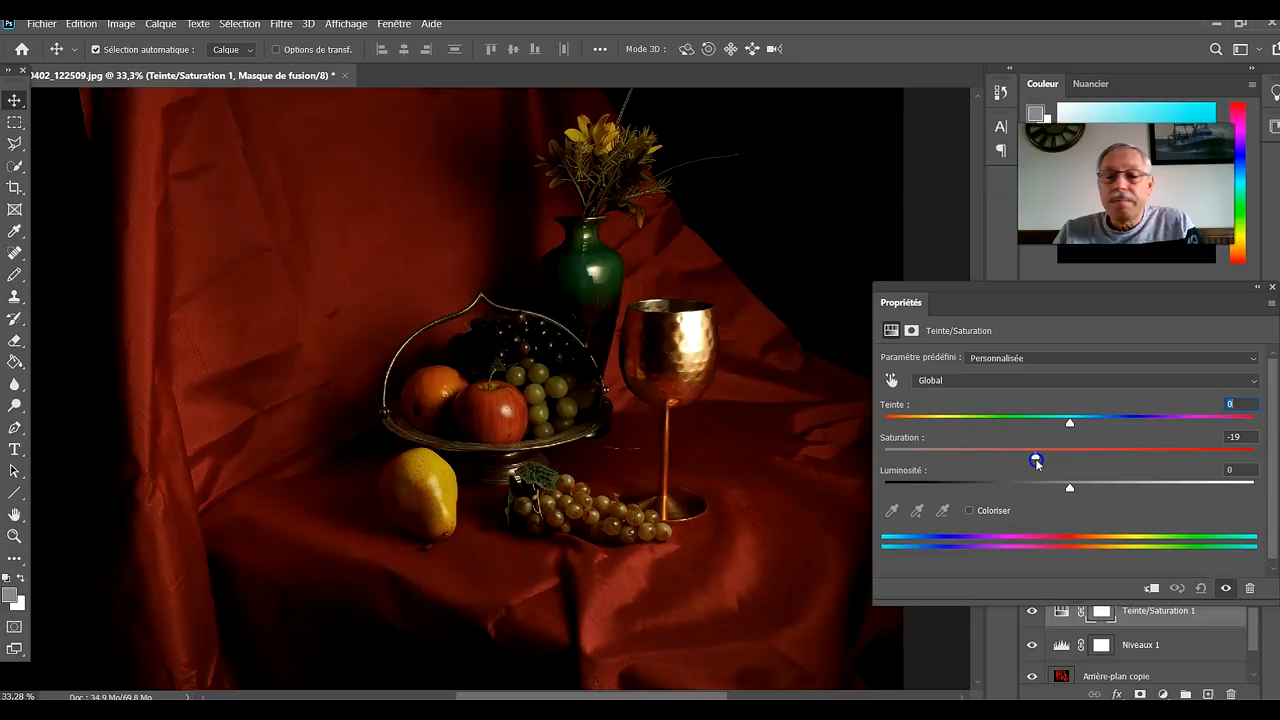 Ps Fichier Edition Image Calque Texte Sélection Filtre 3D Affichage Fenêtre Aide
Sélection automatique : Calque Options de transf. Mode 3D :
0402_122509.jpg @ 33,3% (Teinte/Saturation 1, Masque de fusion/8) *
Couleur Nuancier
Propriétés
Teinte/Saturation
Paramètre prédéfini : Personnalisée
Global
Teinte : 0
Saturation : -19
Luminosité : 0
Coloriser
Teinte/Saturation 1
Niveaux 1
Arrière-plan copie
fx
33,28 % Doc : 34,9 Mo/69,8 Mo